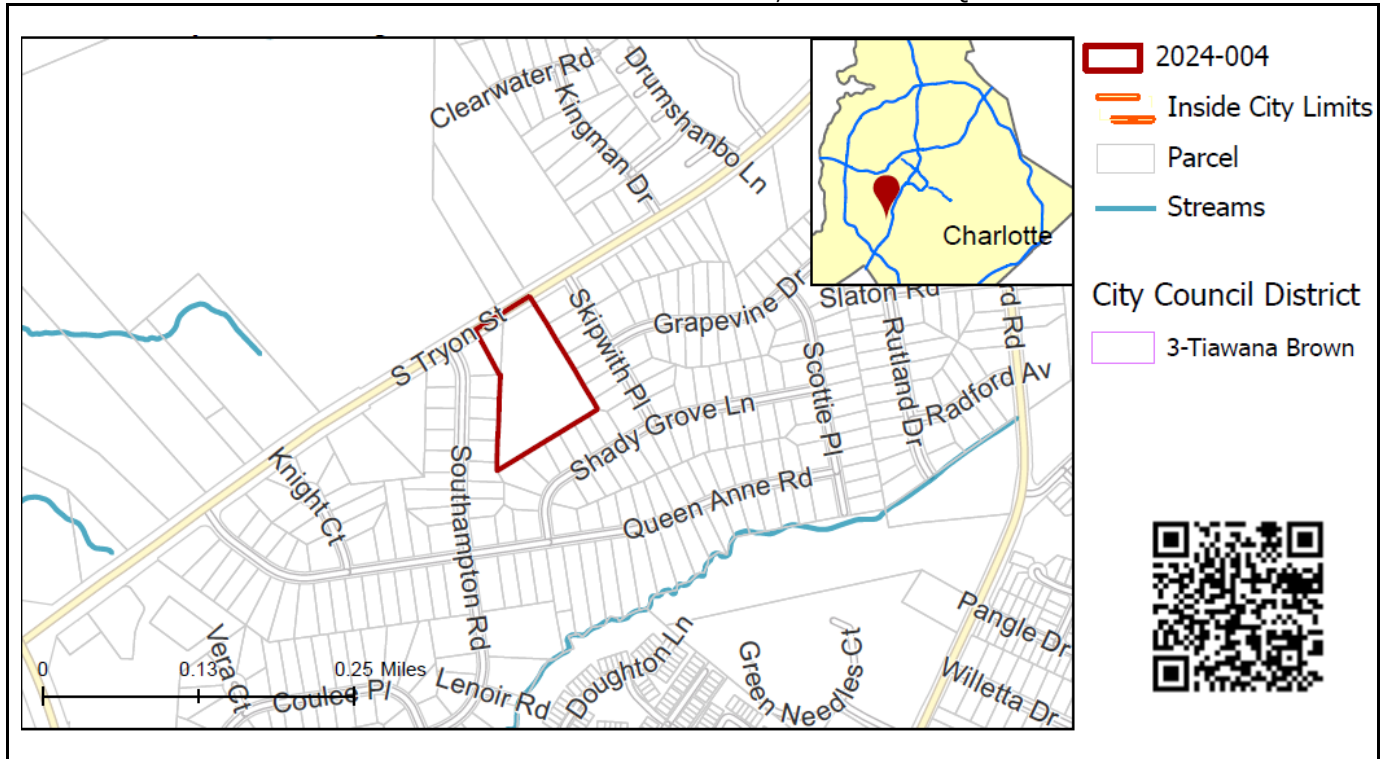 Clearwater Rd
Drumshanbo Ln
Kingman Dr
Charlotte
S Tryon St
Skipwith Pl
Grapevine Dr
Slaton Rd
rd Rd
Scottie Pl
Rutland Dr
Radford Av
Shady Grove Ln
Knight Ct
Southampton Rd
Queen Anne Rd
Vera Ct
Coulee Pl
Lenoir Rd
Doughton Ln
Green Needles Ct
Pangle Dr
Willetta Dr
0 0.13 0.25 Miles
2024-004
Inside City Limits
Parcel
Streams
City Council District
3-Tiawana Brown